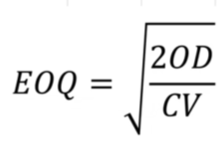 EOQ = √(2OD/CV)